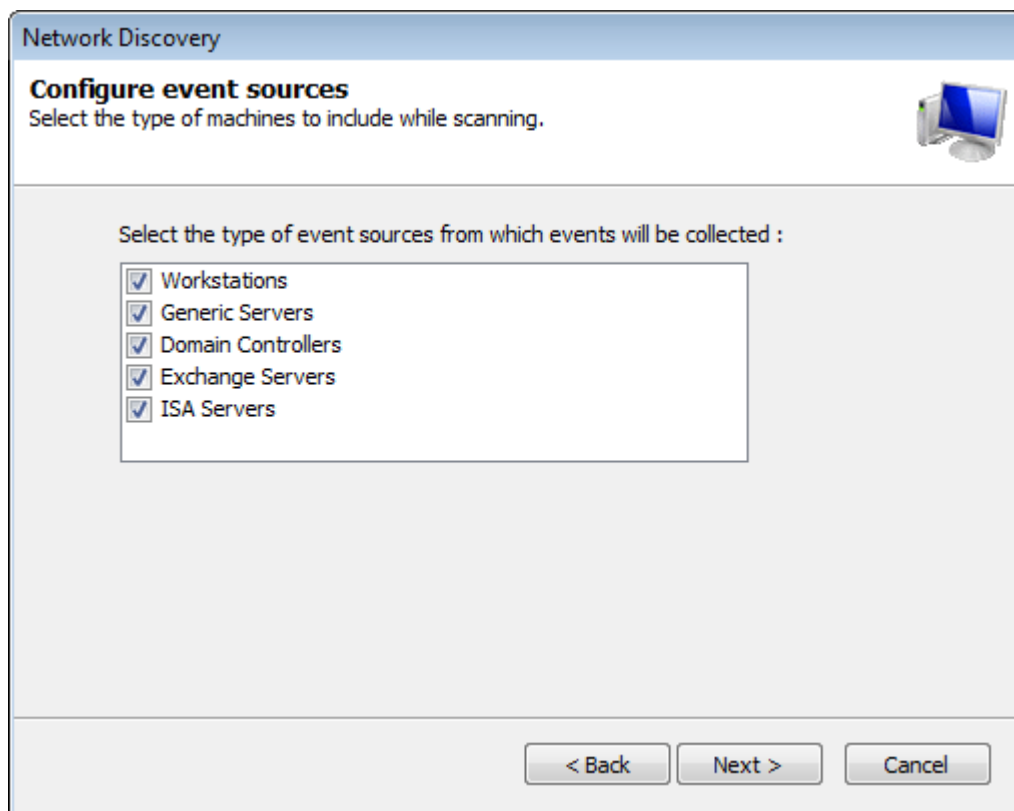 Network Discovery
Configure event sources
Select the type of machines to include while scanning.
Select the type of event sources from which events will be collected :
Workstations
Generic Servers
Domain Controllers
Exchange Servers
ISA Servers
< Back Next > Cancel